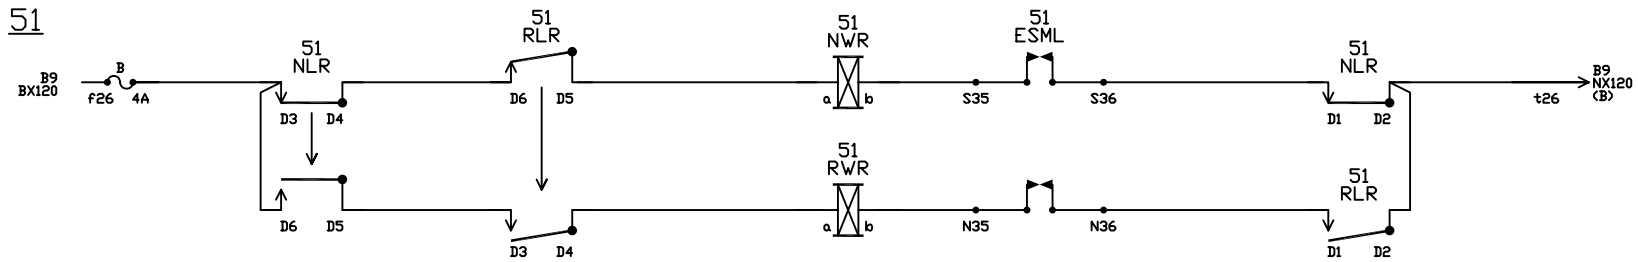 51
B9
BX120
B
f26
4A
51
NLR
D3
D4
51
RLR
D6
D5
51
NWR
a
b
51
ESML
S35
S36
51
NLR
D1
D2
t26
B9
NX120
(B)
D6
D5
D3
D4
51
RWR
a
b
N35
N36
51
RLR
D1
D2